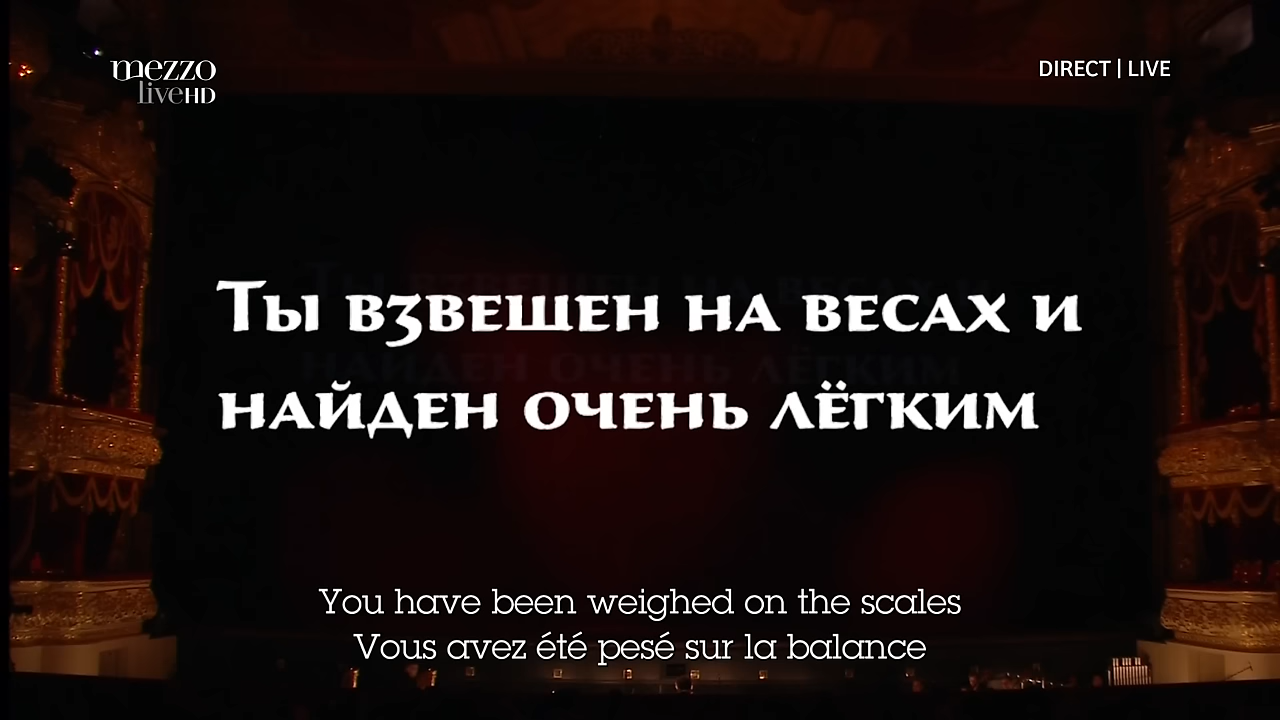 mezzo
liveHD
DIRECT | LIVE
Ты взвешен на весах и
найден очень лёгким
You have been weighed on the scales
Vous avez été pesé sur la balance